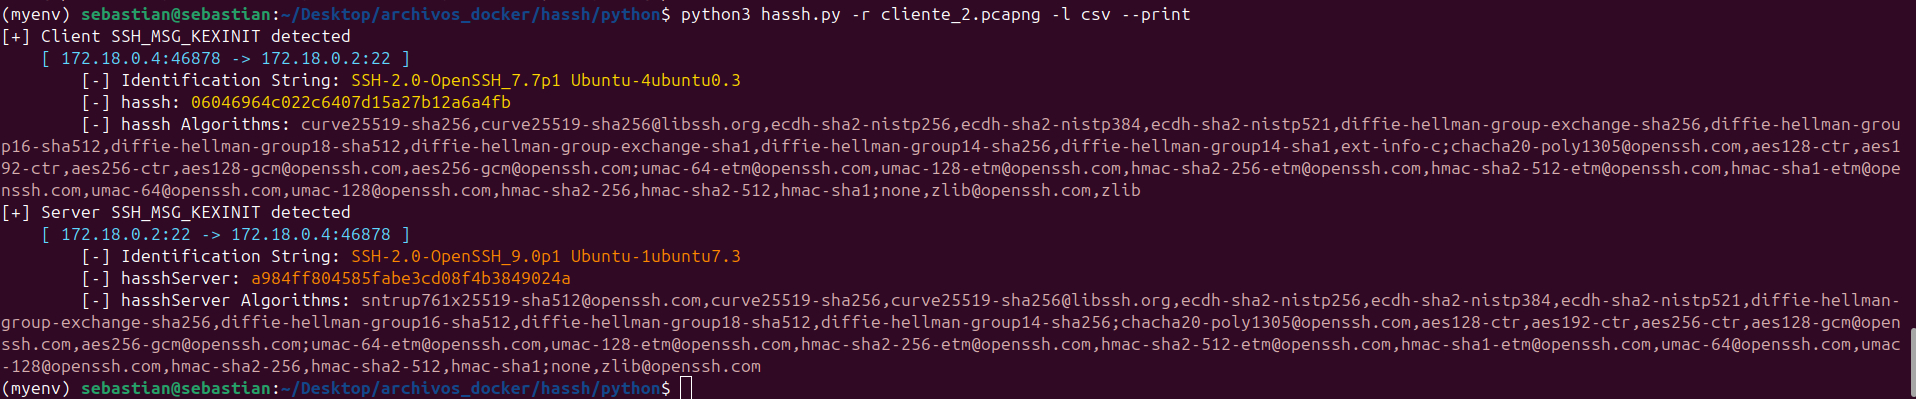 (myenv) sebastian@sebastian:~/Desktop/archivos_docker/hassh/python$ python3 hassh.py -r cliente_2.pcapng -l csv --print
[+] Client SSH_MSG_KEXINIT detected
    [ 172.18.0.4:46878 -> 172.18.0.2:22 ]
        [-] Identification String: SSH-2.0-OpenSSH_7.7p1 Ubuntu-4ubuntu0.3
        [-] hassh: 06046964c022c6407d15a27b12a6a4fb
        [-] hassh Algorithms: curve25519-sha256,curve25519-sha256@libssh.org,ecdh-sha2-nistp256,ecdh-sha2-nistp384,ecdh-sha2-nistp521,diffie-hellman-group-exchange-sha256,diffie-hellman-grou
p16-sha512,diffie-hellman-group18-sha512,diffie-hellman-group-exchange-sha1,diffie-hellman-group14-sha256,diffie-hellman-group14-sha1,ext-info-c;chacha20-poly1305@openssh.com,aes128-ctr,aes1
92-ctr,aes256-ctr,aes128-gcm@openssh.com,aes256-gcm@openssh.com;umac-64-etm@openssh.com,umac-128-etm@openssh.com,hmac-sha2-256-etm@openssh.com,hmac-sha2-512-etm@openssh.com,hmac-sha1-etm@ope
nssh.com,umac-64@openssh.com,umac-128@openssh.com,hmac-sha2-256,hmac-sha2-512,hmac-sha1;none,zlib@openssh.com,zlib
[+] Server SSH_MSG_KEXINIT detected
    [ 172.18.0.2:22 -> 172.18.0.4:46878 ]
        [-] Identification String: SSH-2.0-OpenSSH_9.0p1 Ubuntu-1ubuntu7.3
        [-] hasshServer: a984ff804585fabe3cd08f4b3849024a
        [-] hasshServer Algorithms: sntrup761x25519-sha512@openssh.com,curve25519-sha256,curve25519-sha256@libssh.org,ecdh-sha2-nistp256,ecdh-sha2-nistp384,ecdh-sha2-nistp521,diffie-hellman-
group-exchange-sha256,diffie-hellman-group16-sha512,diffie-hellman-group18-sha512,diffie-hellman-group14-sha256;chacha20-poly1305@openssh.com,aes128-ctr,aes192-ctr,aes256-ctr,aes128-gcm@open
ssh.com,aes256-gcm@openssh.com;umac-64-etm@openssh.com,umac-128-etm@openssh.com,hmac-sha2-256-etm@openssh.com,hmac-sha2-512-etm@openssh.com,hmac-sha1-etm@openssh.com,umac-64@openssh.com,umac
-128@openssh.com,hmac-sha2-256,hmac-sha2-512,hmac-sha1;none,zlib@openssh.com
(myenv) sebastian@sebastian:~/Desktop/archivos_docker/hassh/python$